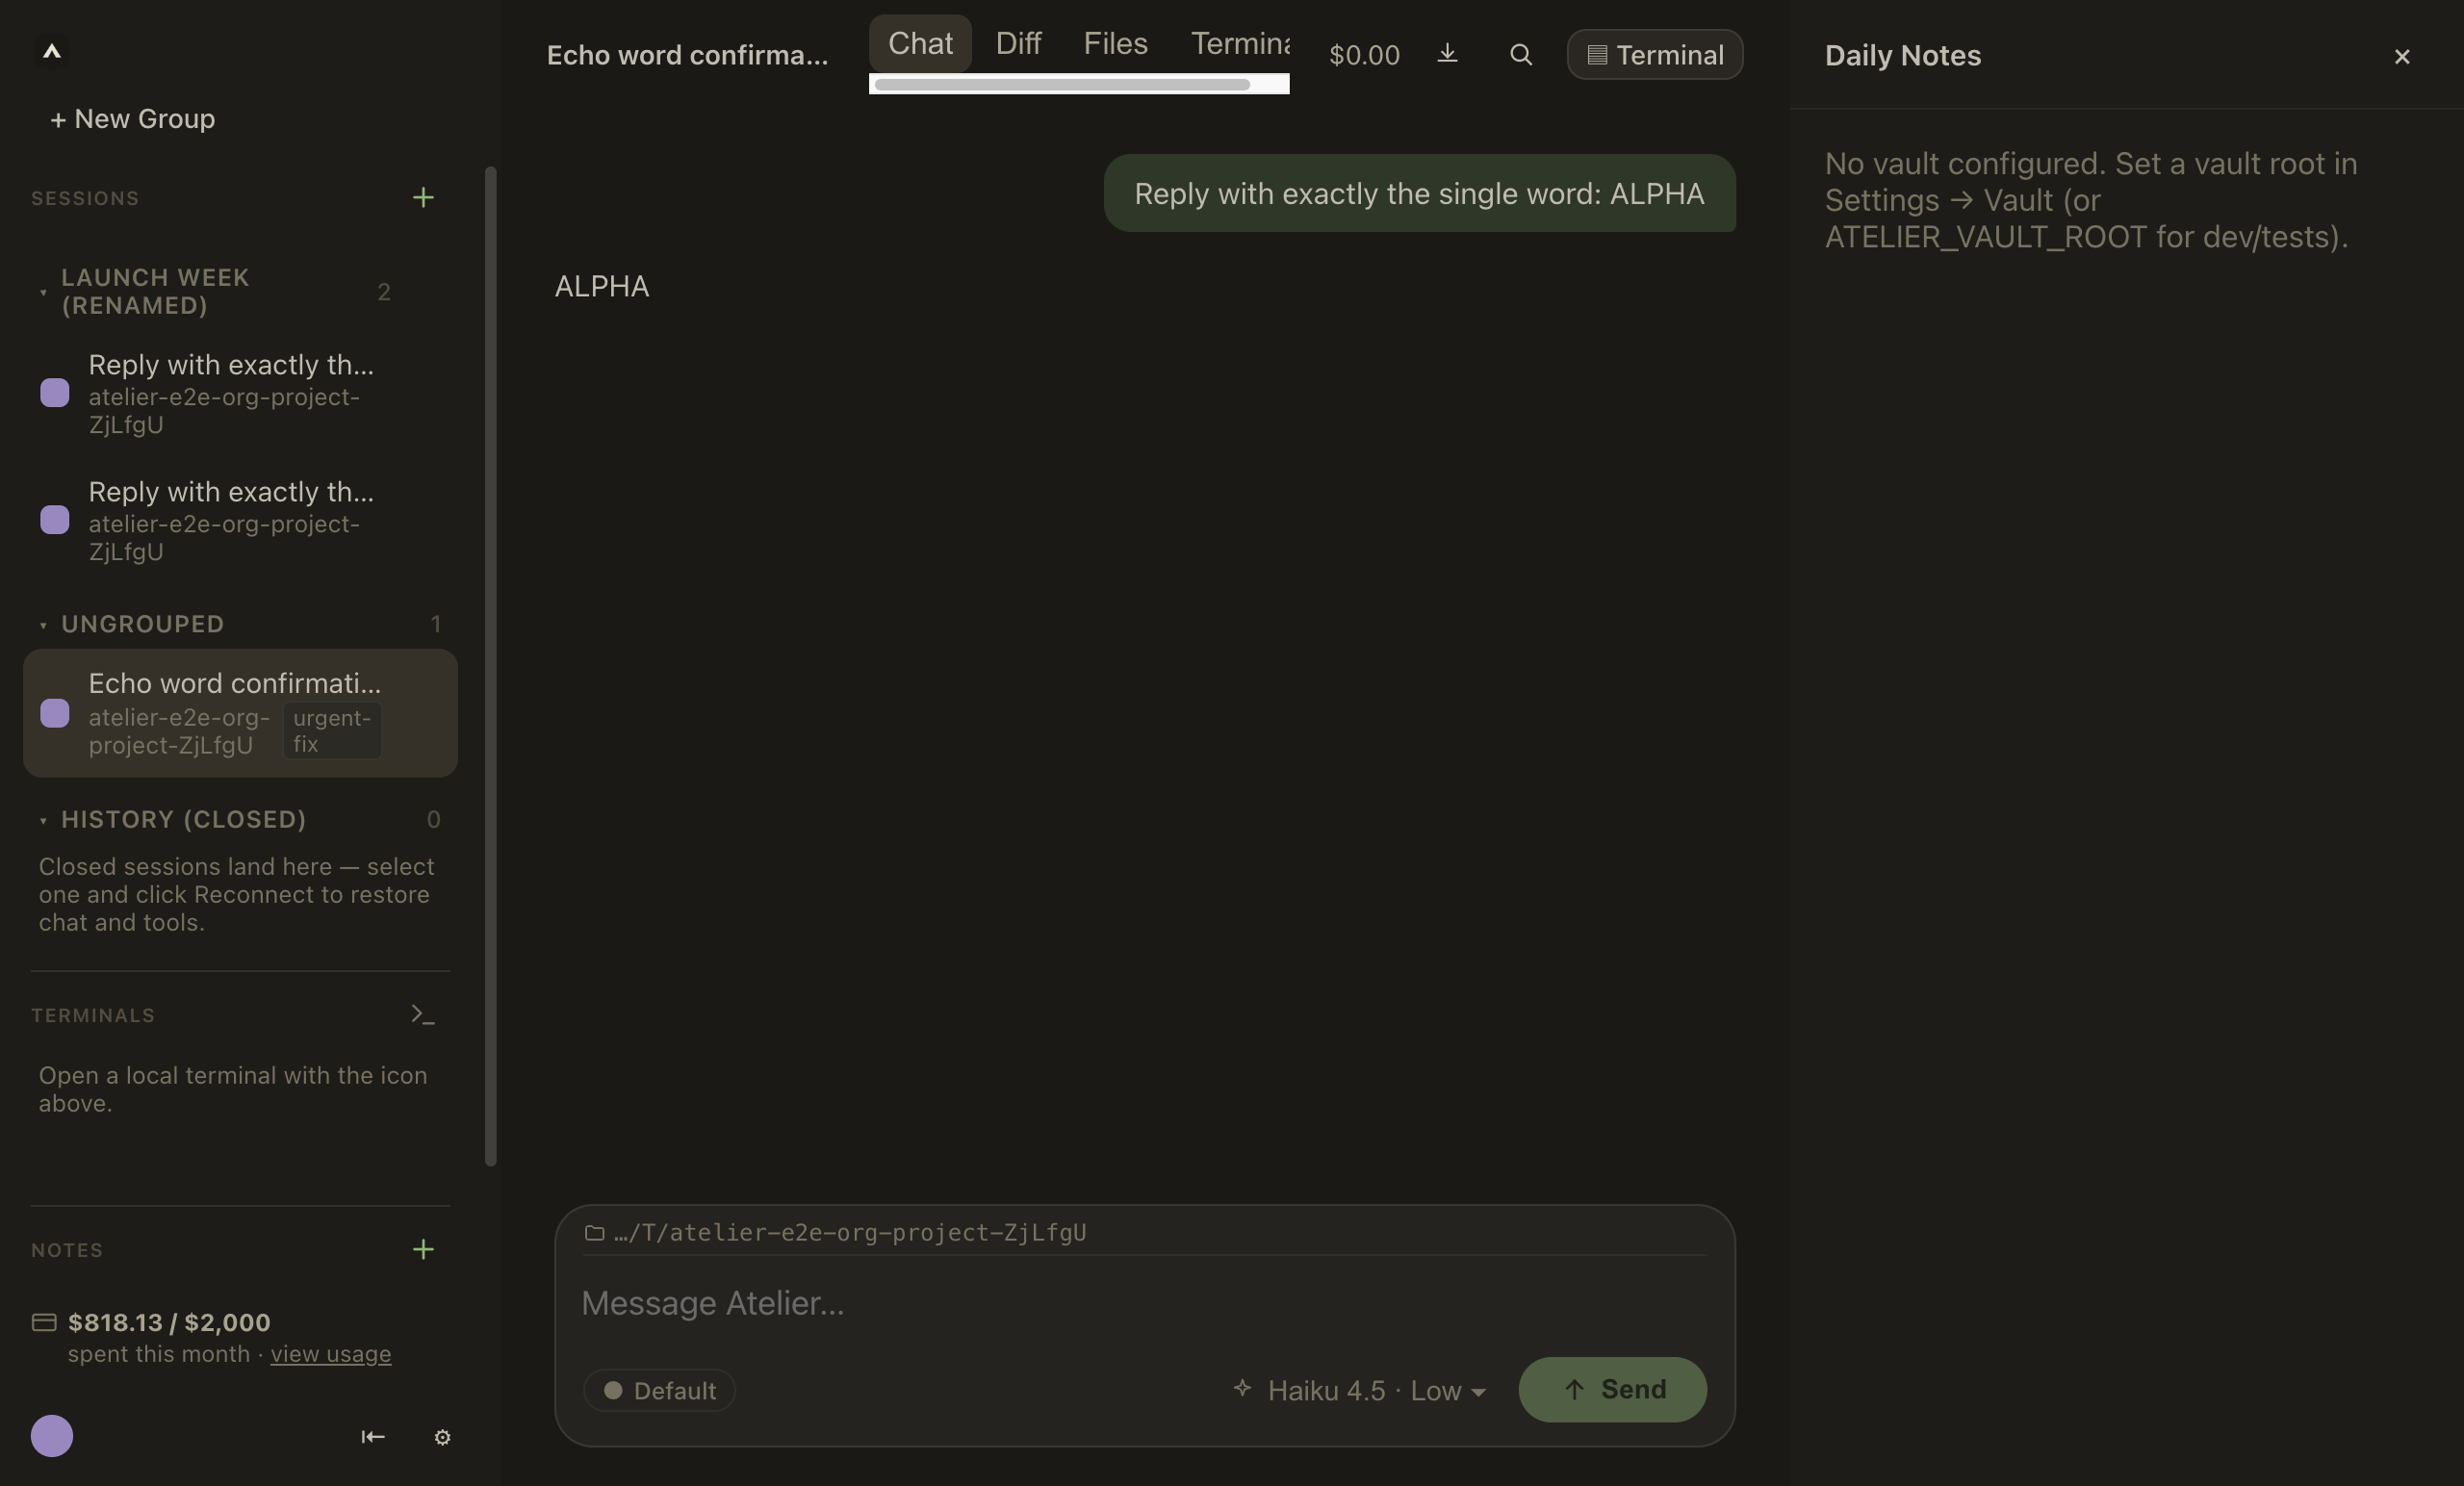 + New Group
SESSIONS
LAUNCH WEEK
(RENAMED)
2
Reply with exactly th...
atelier-e2e-org-project-
ZjLfgU
Reply with exactly th...
atelier-e2e-org-project-
ZjLfgU
UNGROUPED 1
Echo word confirmati...
atelier-e2e-org-
project-ZjLfgU
urgent-
fix
HISTORY (CLOSED) 0
Closed sessions land here — select
one and click Reconnect to restore
chat and tools.
TERMINALS
Open a local terminal with the icon
above.
NOTES
$818.13 / $2,000
spent this month · view usage
Echo word confirma... Chat Diff Files Termina $0.00 Terminal
Reply with exactly the single word: ALPHA
ALPHA
…/T/atelier-e2e-org-project-ZjLfgU
Message Atelier...
Default Haiku 4.5 · Low Send
Daily Notes
No vault configured. Set a vault root in
Settings → Vault (or
ATELIER_VAULT_ROOT for dev/tests).